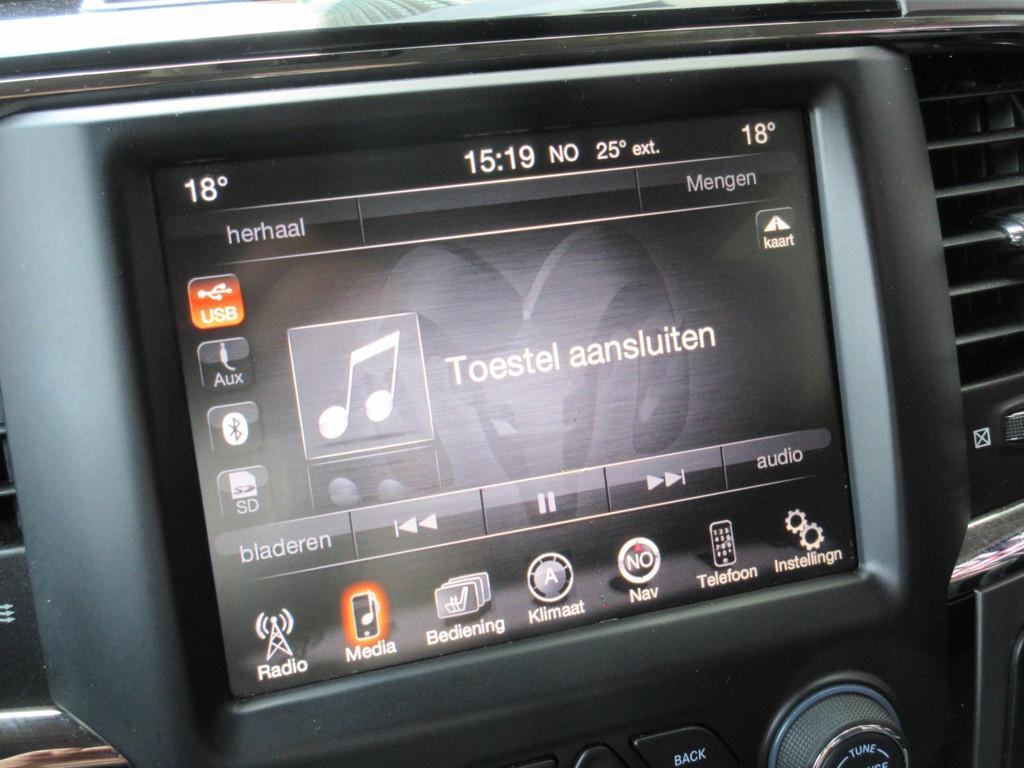 18° 15:19 NO 25° ext. 18°
herhaal Mengen
kaart
USB
Toestel aansluiten
Aux
SD
bladeren audio
Radio Media Bediening Klimaat Nav Telefoon Instellingn
A
NO
BACK
TUNE